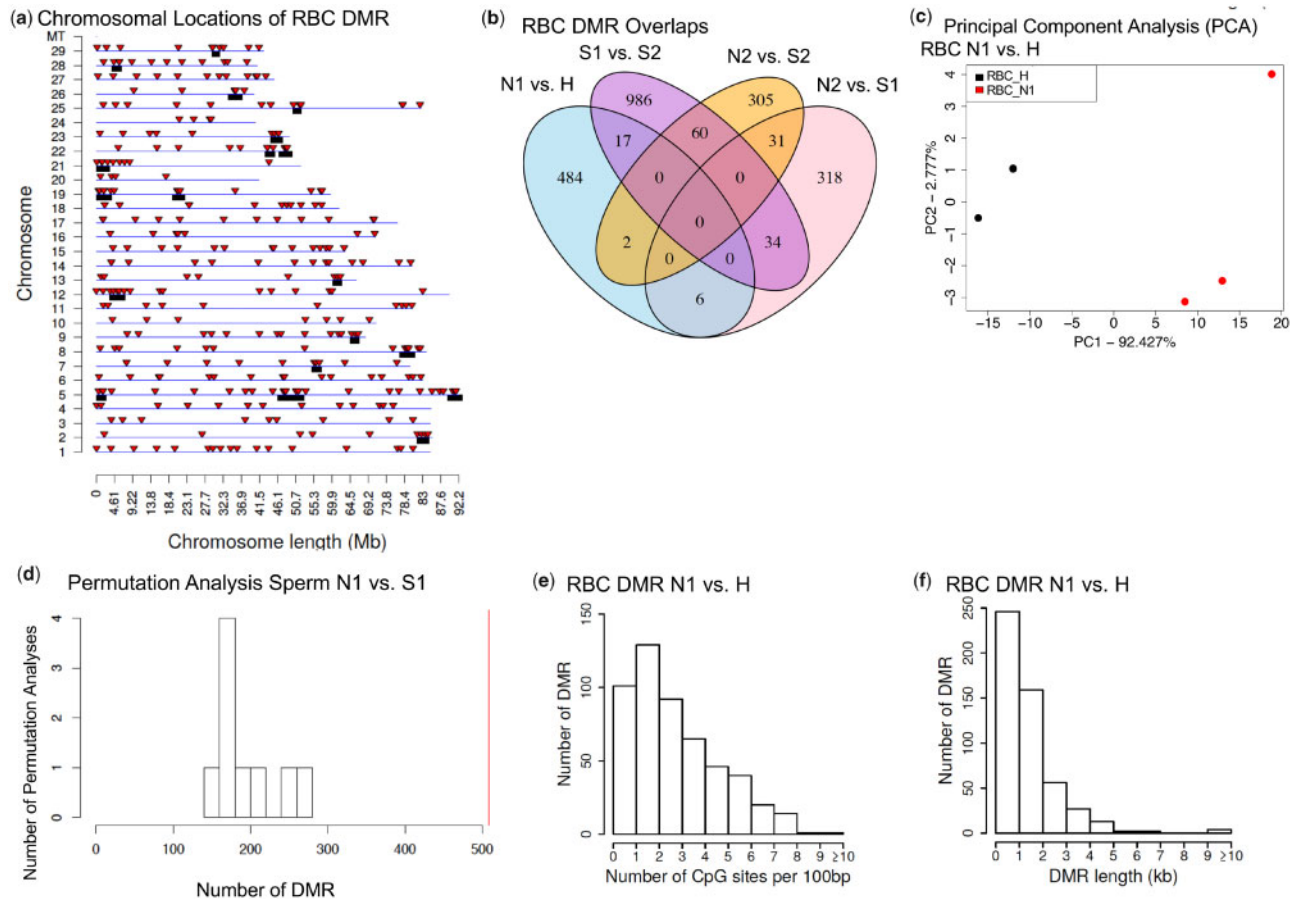 (a) Chromosomal Locations of RBC DMR
MT
29
28
27
26
25
24
23
22
21
20
19
18
17
16
15
14
13
12
11
10
9
8
7
6
5
4
3
2
1
Chromosome
0 4.61 9.22 13.8 18.4 23.1 27.7 32.3 36.9 41.5 46.1 50.7 55.3 59.9 64.5 69.2 73.8 78.4 83 87.6 92.2
Chromosome length (Mb)
(b) RBC DMR Overlaps
S1 vs. S2 N2 vs. S2
N1 vs. H N2 vs. S1
986 305
17 60 31
484 0 0 318
0
2 34
0 0
6
(c) Principal Component Analysis (PCA)
RBC N1 vs. H
RBC_H
RBC_N1
PC2 − 2.777%
4
3
2
1
0
−1
−2
−3
−15 −10 −5 0 5 10 15 20
PC1 − 92.427%
(d) Permutation Analysis Sperm N1 vs. S1
Number of Permutation Analyses
4
3
2
1
0
0 100 200 300 400 500
Number of DMR
(e) RBC DMR N1 vs. H
Number of DMR
150
100
50
0
0 1 2 3 4 5 6 7 8 9 ≥10
Number of CpG sites per 100bp
(f) RBC DMR N1 vs. H
Number of DMR
250
200
150
100
50
0
0 1 2 3 4 5 6 7 8 9 ≥10
DMR length (kb)